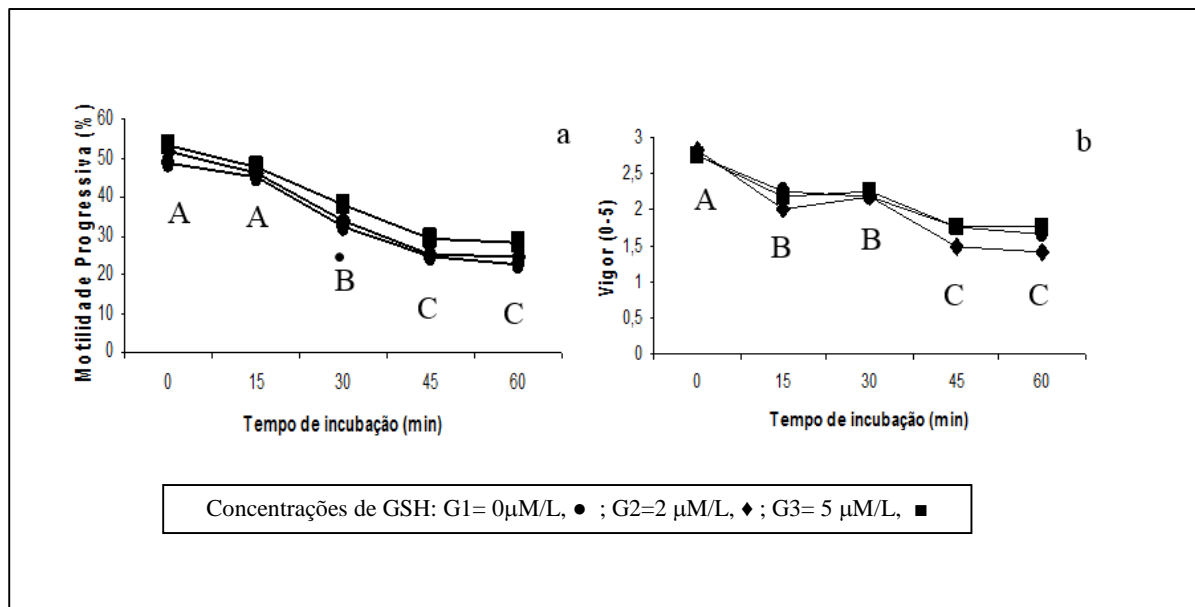 a
Motilidade Progressiva (%)
60
50
40
30
20
10
0
A
A
B
C
C
0 15 30 45 60
Tempo de incubação (min)
b
Vigor (0-5)
3
2,5
2
1,5
1
0,5
0
A
B
B
C
C
0 15 30 45 60
Tempo de incubação (min)
Concentrações de GSH: G1= 0μM/L, ● ; G2=2 μM/L, ♦ ; G3= 5 μM/L, ■